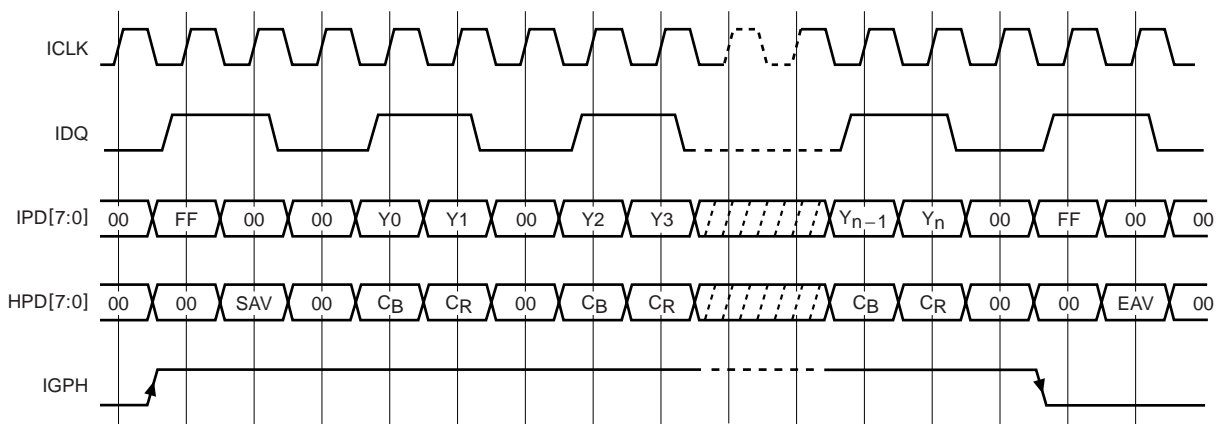 ICLK
IDQ
IPD[7:0] 00 FF 00 00 Y0 Y1 00 Y2 Y3 Yn−1 Yn 00 FF 00 00
HPD[7:0] 00 00 SAV 00 CB CR 00 CB CR CB CR 00 00 EAV 00
IGPH